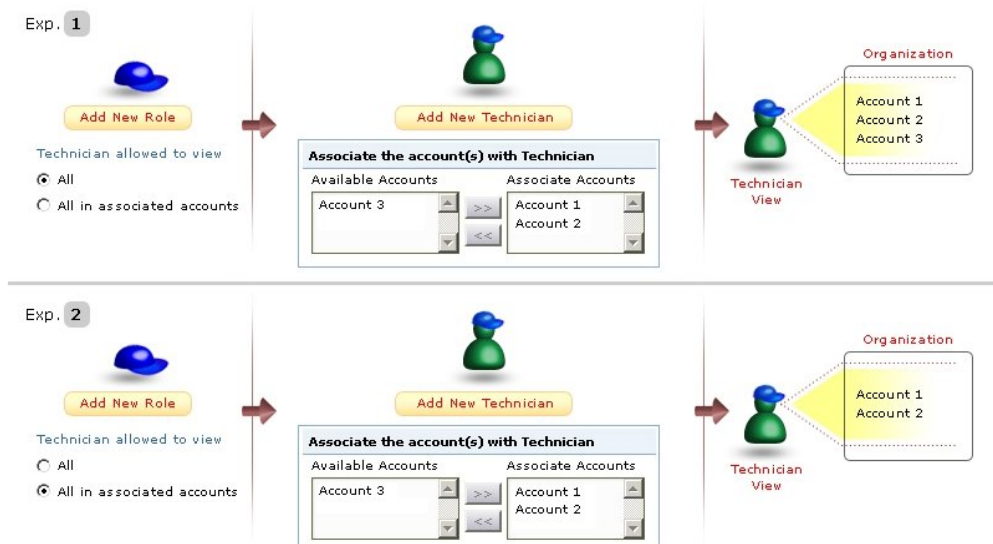 Exp. 1
Add New Role
Technician allowed to view
All
All in associated accounts
Add New Technician
Associate the account(s) with Technician
Available Accounts
Account 3
>>
<<
Associate Accounts
Account 1
Account 2
Organization
Account 1
Account 2
Account 3
Technician
View
Exp. 2
Add New Role
Technician allowed to view
All
All in associated accounts
Add New Technician
Associate the account(s) with Technician
Available Accounts
Account 3
>>
<<
Associate Accounts
Account 1
Account 2
Organization
Account 1
Account 2
Technician
View